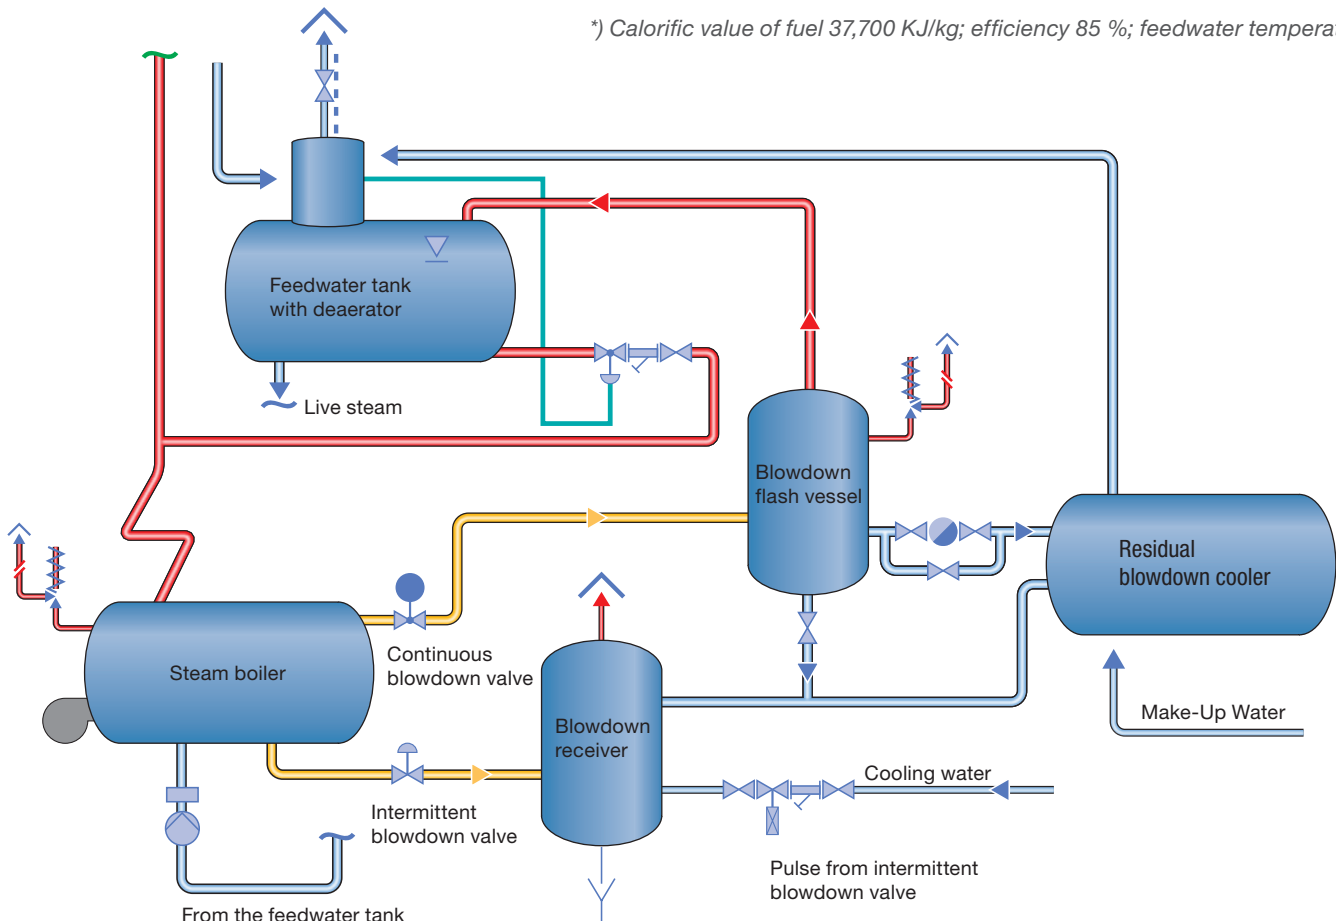 *) Calorific value of fuel 37,700 KJ/kg; efficiency 85 %; feedwater
Feedwater tank
with deaerator
Live steam
Blowdown
flash vessel
Residual
blowdown cooler
Steam boiler
Continuous
blowdown valve
Blowdown
receiver
Make-Up Water
Cooling water
Intermittent
blowdown valve
Pulse from intermittent
blowdown valve
From the feedwater tank